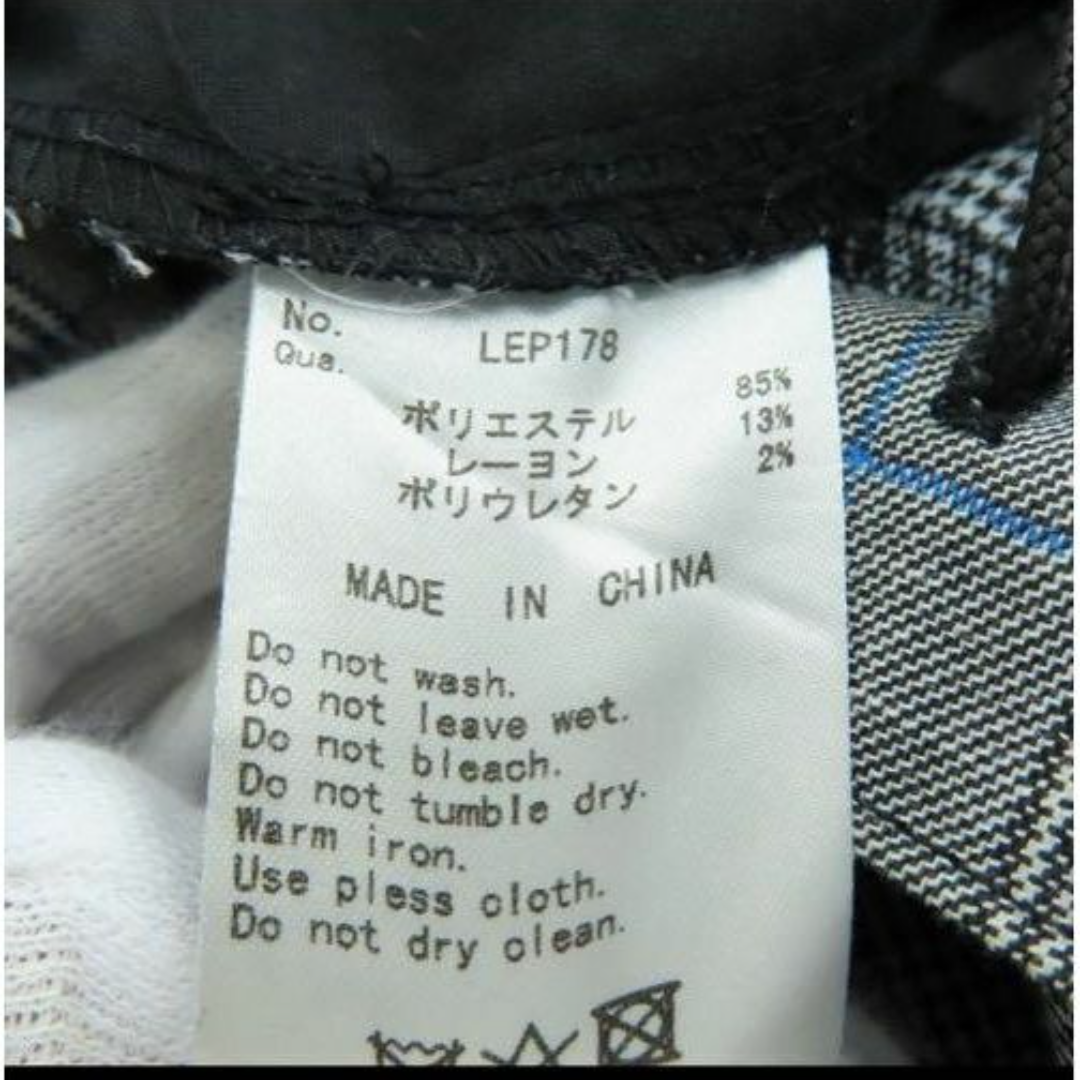 No. LEP178
Qua.
85%
ポリエステル 13%
レーヨン 2%
ポリウレタン
MADE IN CHINA
Do not wash.
Do not leave wet.
Do not bleach.
Do not tumble dry.
Warm iron.
Use pless cloth.
Do not dry clean.